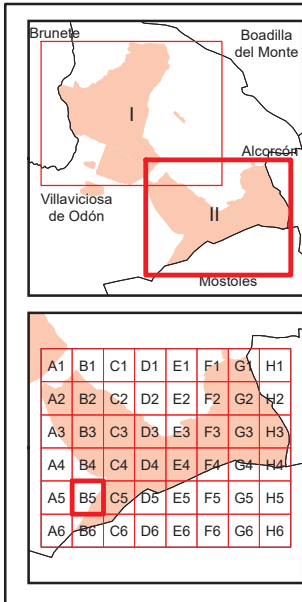 Brunete
Boadilla
del Monte
I
Alcorcón
Villaviciosa
de Odón
II
Mostoles
A1 B1 C1 D1 E1 F1 G1 H1
A2 B2 C2 D2 E2 F2 G2 H2
A3 B3 C3 D3 E3 F3 G3 H3
A4 B4 C4 D4 E4 F4 G4 H4
A5 B5 C5 D5 E5 F5 G5 H5
A6 B6 C6 D6 E6 F6 G6 H6